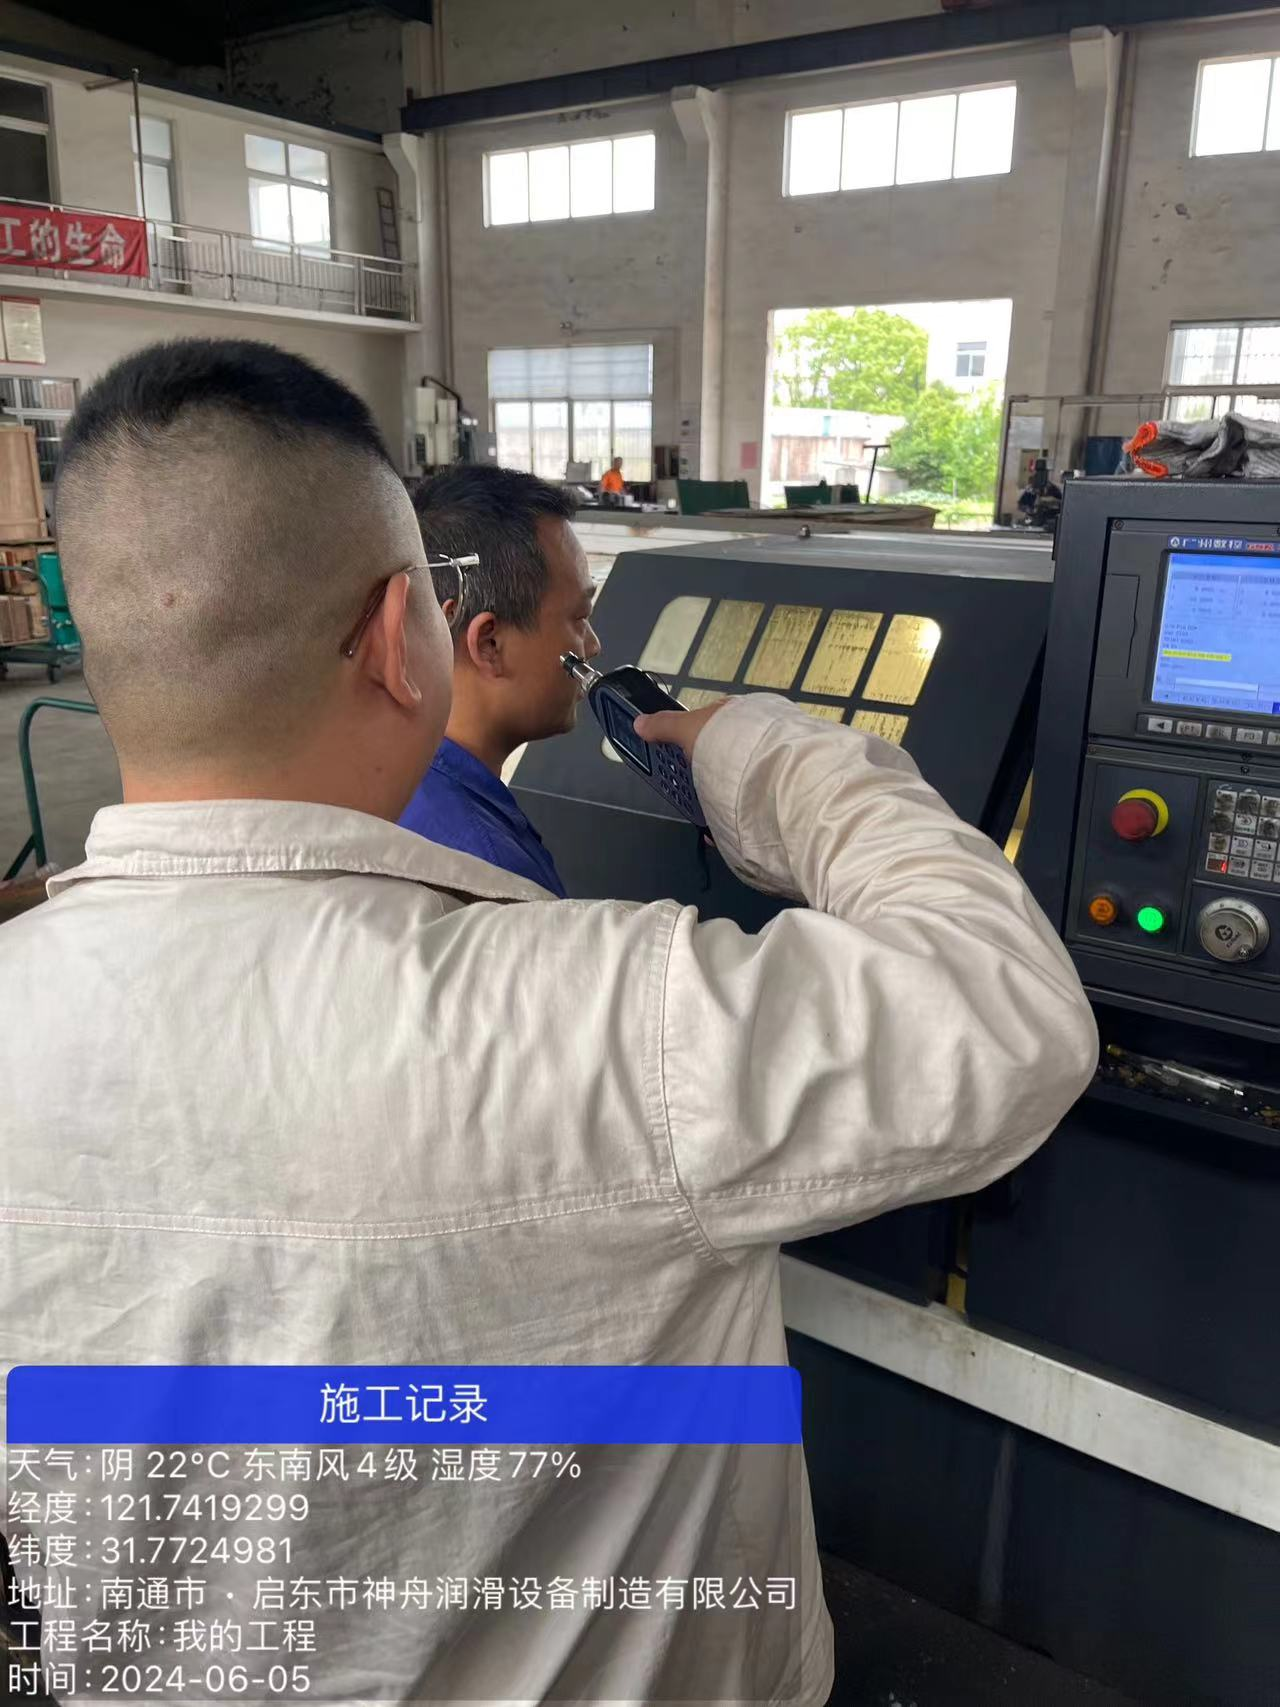 工的生命
广州数控
施工记录
天气:阴 22°C 东南风4级 湿度77%
经度:121.7419299
纬度:31.7724981
地址:南通市 · 启东市神舟润滑设备制造有限公司
工程名称:我的工程
时间:2024-06-05